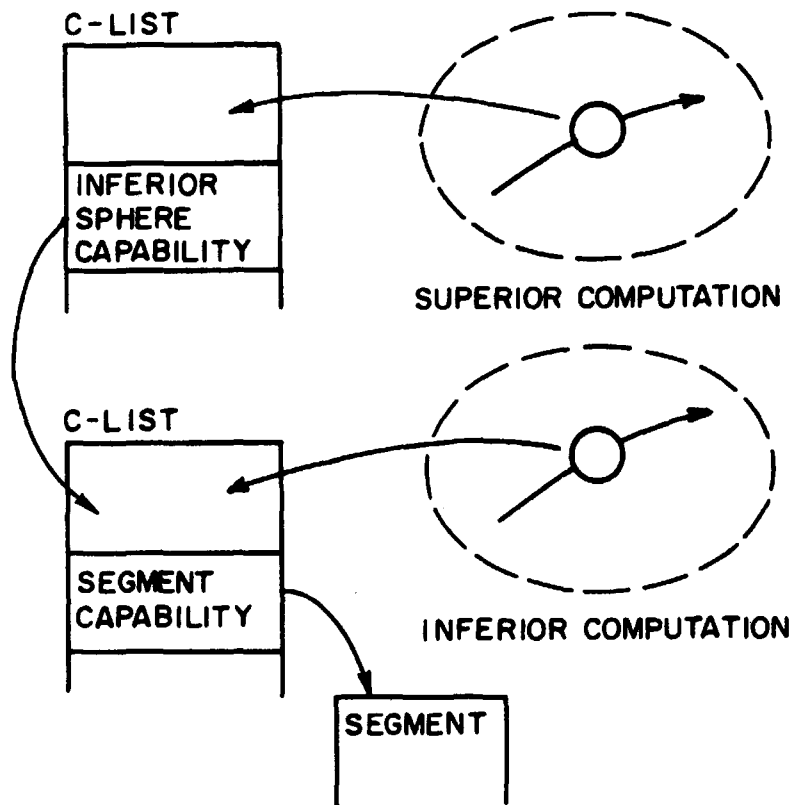 C-LIST
INFERIOR
SPHERE
CAPABILITY
SUPERIOR COMPUTATION
C-LIST
SEGMENT
CAPABILITY
INFERIOR COMPUTATION
SEGMENT